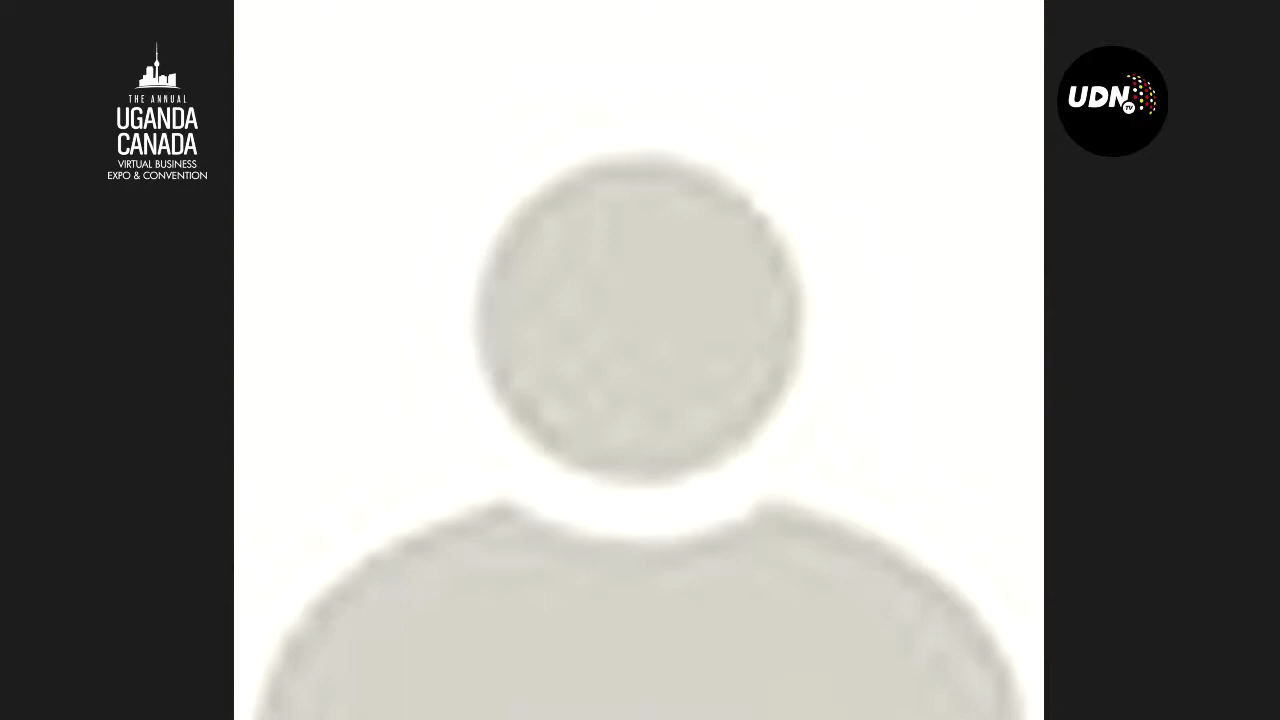 THE ANNUAL
UGANDA
CANADA
VIRTUAL BUSINESS
EXPO & CONVENTION
UDN
TV